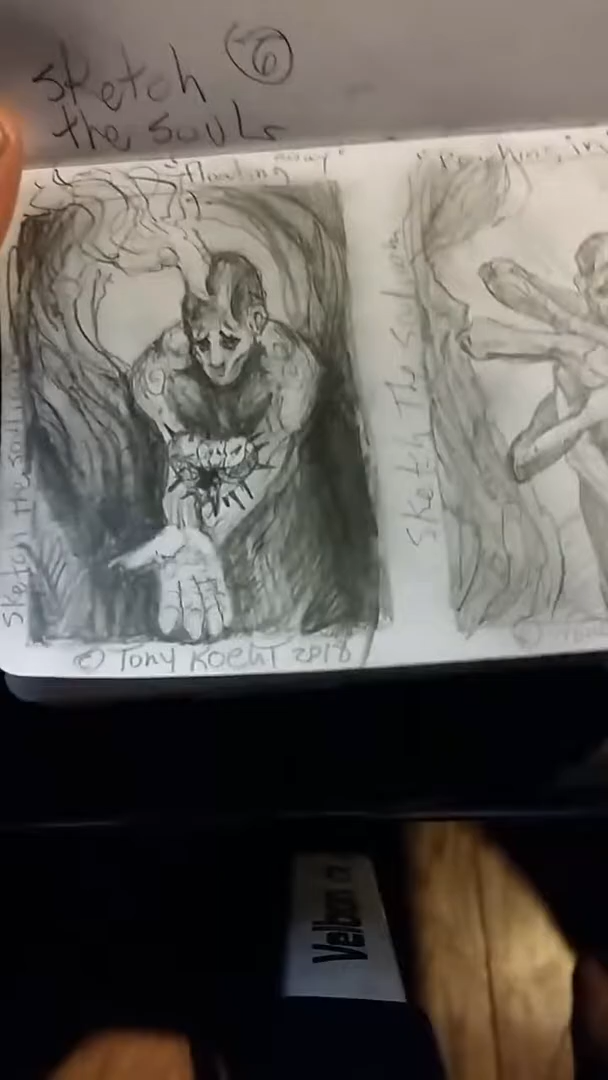 Sketch 6
the souls
"Floating away"
Sketch the souls
© Tony Koehl 2018
Sketch the souls
Velbon